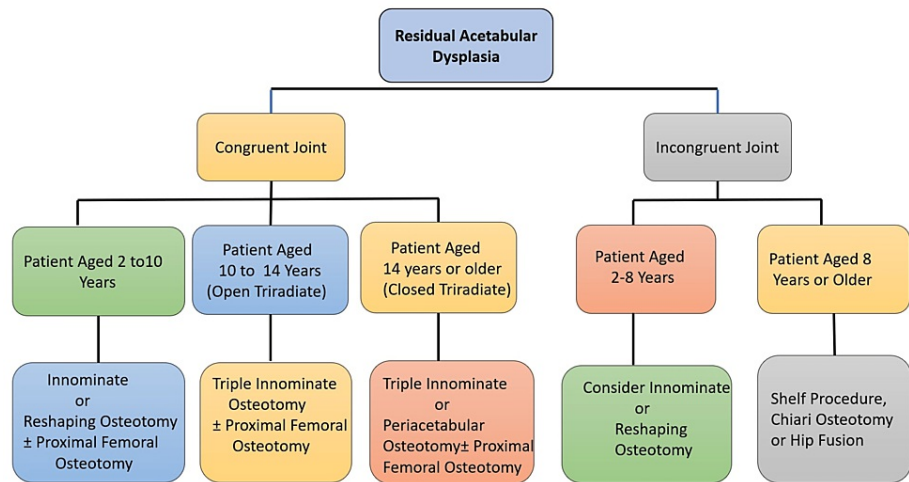 Residual Acetabular
Dysplasia
Congruent Joint
Incongruent Joint
Patient Aged 2 to10
Years
Patient Aged
10 to 14 Years
(Open Triradiate)
Patient Aged
14 years or older
(Closed Triradiate)
Patient Aged
2-8 Years
Patient Aged 8
Years or Older
Innominate
or
Reshaping Osteotomy
± Proximal Femoral
Osteotomy
Triple Innominate
Osteotomy
± Proximal Femoral
Osteotomy
Triple Innominate
or
Periacetabular
Osteotomy± Proximal
Femoral Osteotomy
Consider Innominate
or
Reshaping
Osteotomy
Shelf Procedure,
Chiari Osteotomy
or Hip Fusion